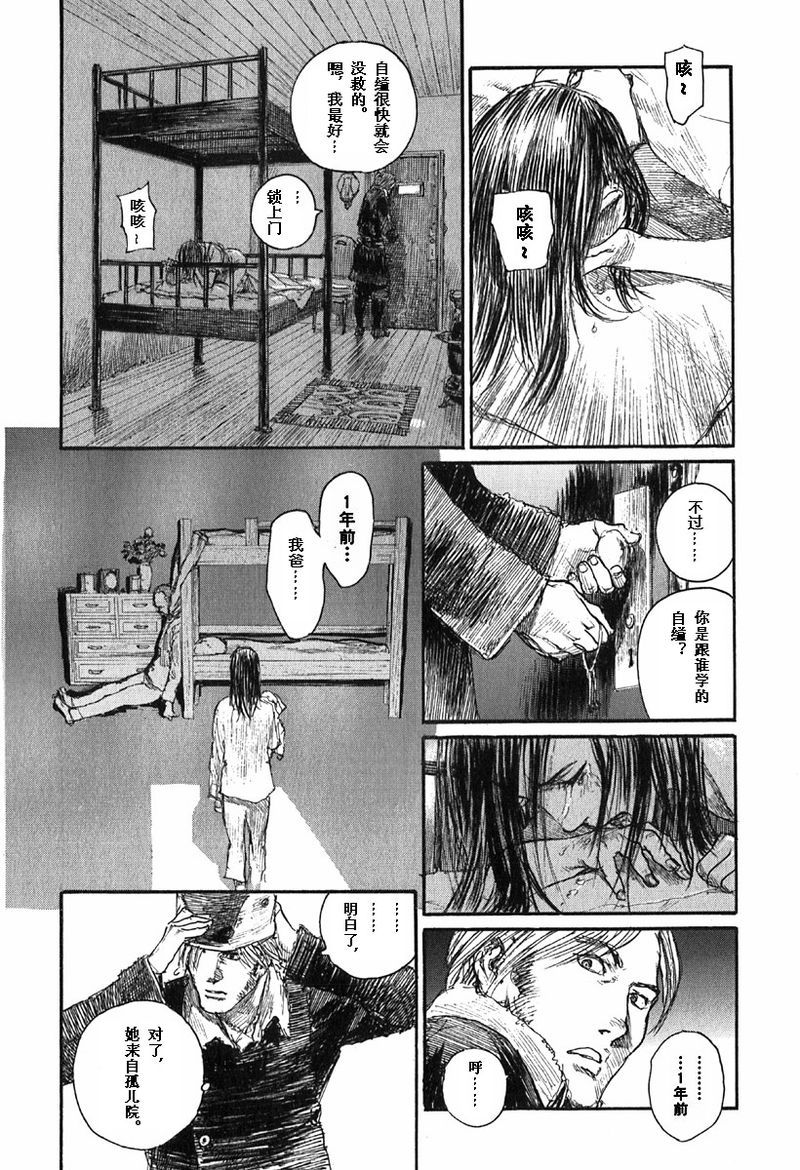 咳~
咳
咳~
自缢很快就会
没救的。
嗯，我最好…
…
锁上门
咳
咳~
不过……
你是跟谁学的
自缢？
1年前…
我爸……
………
…1年前
呼……
……
……
明白了，
对了，
她来自孤儿院。